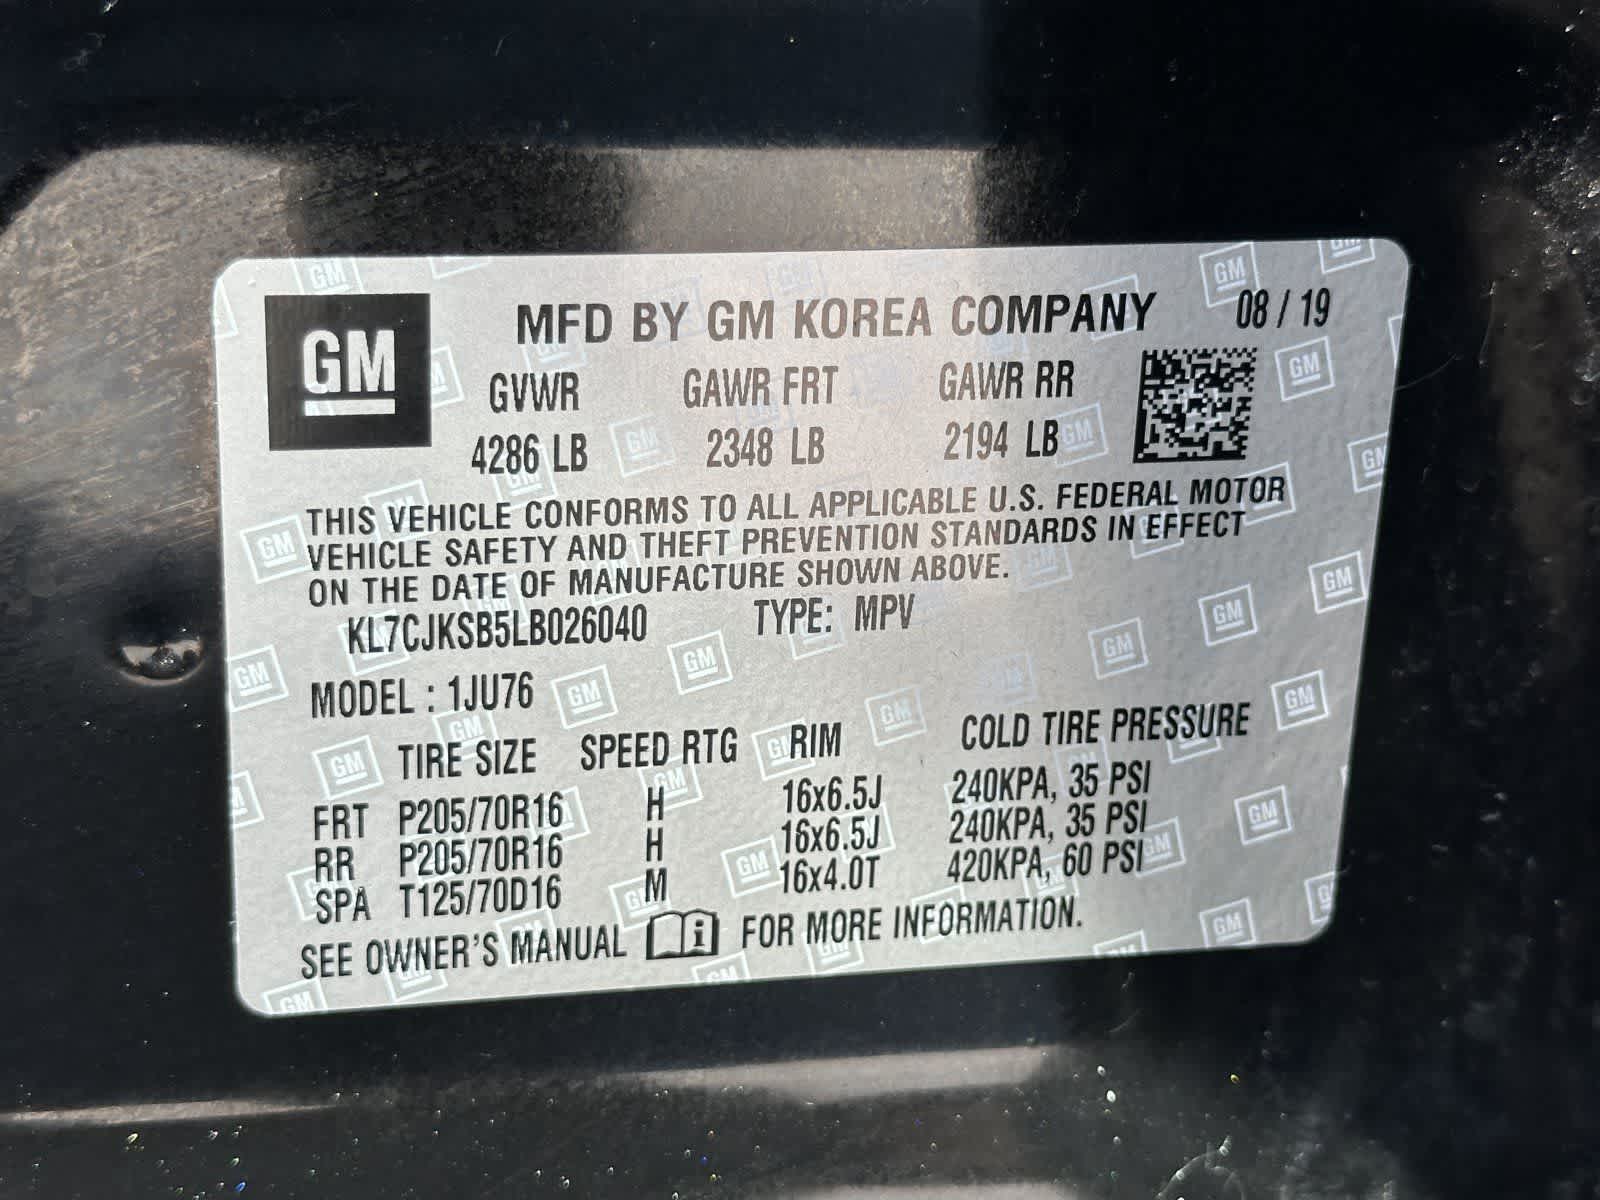 GM
MFD BY GM KOREA COMPANY 08 / 19
GVWR GAWR FRT GAWR RR
4286 LB 2348 LB 2194 LB
THIS VEHICLE CONFORMS TO ALL APPLICABLE U.S. FEDERAL MOTOR
VEHICLE SAFETY AND THEFT PREVENTION STANDARDS IN EFFECT
ON THE DATE OF MANUFACTURE SHOWN ABOVE.
KL7CJKSB5LB026040 TYPE: MPV
MODEL : 1JU76
TIRE SIZE SPEED RTG RIM COLD TIRE PRESSURE
FRT P205/70R16 H 16x6.5J 240KPA, 35 PSI
RR P205/70R16 H 16x6.5J 240KPA, 35 PSI
SPA T125/70D16 M 16x4.0T 420KPA, 60 PSI
SEE OWNER'S MANUAL i FOR MORE INFORMATION.